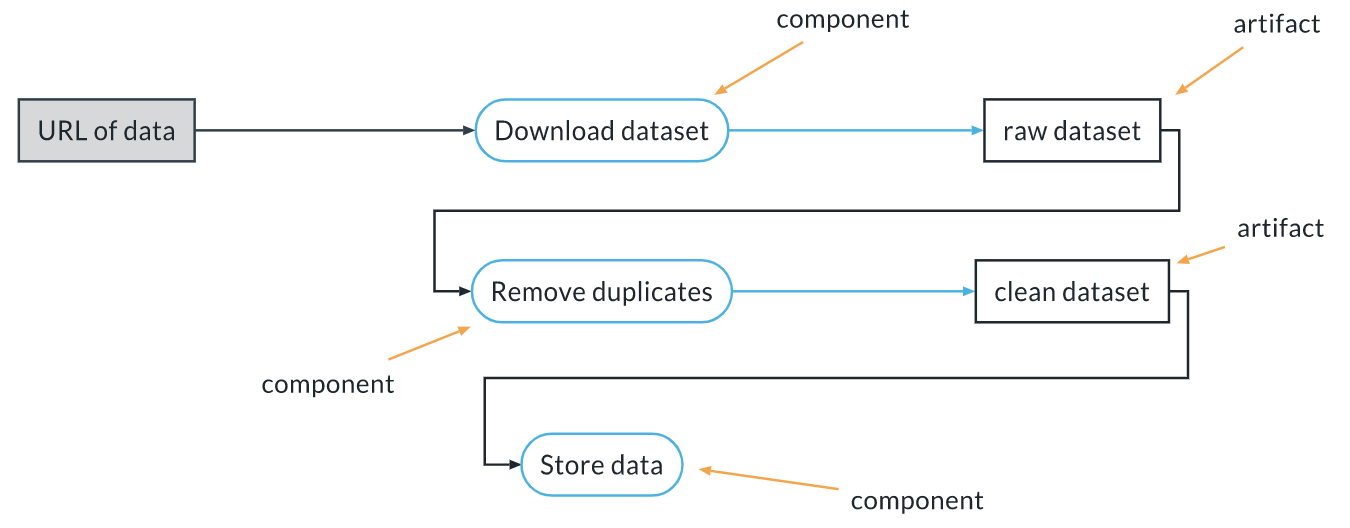 component
artifact
URL of data
Download dataset
raw dataset
artifact
Remove duplicates
clean dataset
component
Store data
component